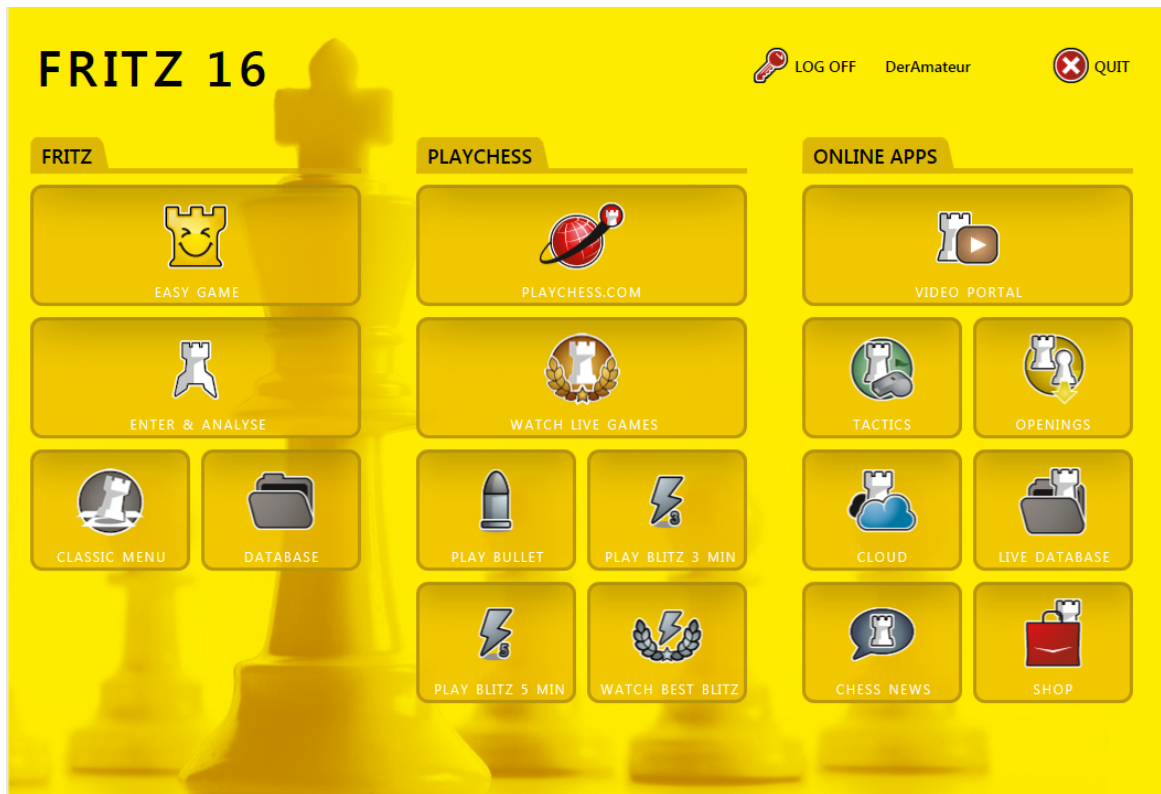 FRITZ 16
LOG OFF
DerAmateur
QUIT
FRITZ
EASY GAME
ENTER & ANALYSE
CLASSIC MENU
DATABASE
PLAYCHESS
PLAYCHESS.COM
WATCH LIVE GAMES
PLAY BULLET
3
PLAY BLITZ 3 MIN
5
PLAY BLITZ 5 MIN
WATCH BEST BLITZ
ONLINE APPS
VIDEO PORTAL
TACTICS
OPENINGS
CLOUD
LIVE DATABASE
CHESS NEWS
SHOP